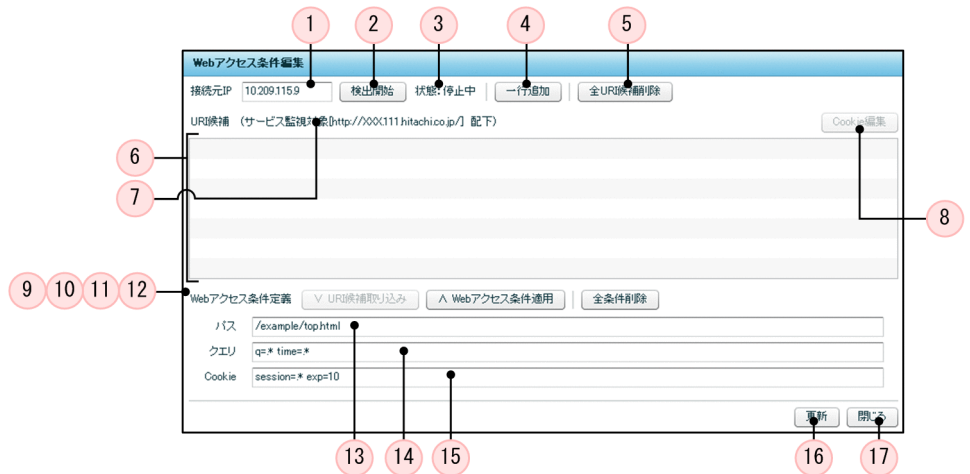 1 2 3 4 5
Webアクセス条件編集
接続元IP 10.209.115.9 検出開始 状態:停止中 一行追加 全URI候補削除
URI候補 (サービス監視対象[http://XXX.111.hitachi.co.jp/] 配下) Cookie編集
6
7
8
9 10 11 12
Webアクセス条件定義 ∨ URI候補取り込み ∧ Webアクセス条件適用 全条件削除
パス /example/top.html
クエリ q=.* time=.*
Cookie session=.* exp=10
更新 閉じる
13 14 15 16 17